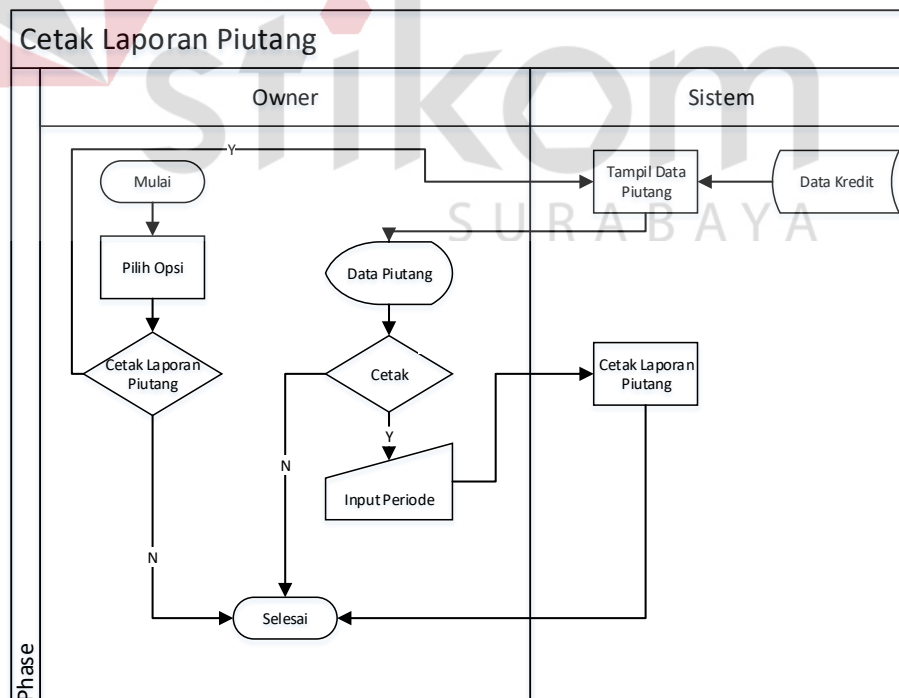 Cetak Laporan Piutang
Owner
Sistem
stikom
SURABAYA
Y
Mulai
Tampil Data
Piutang
Data Kredit
Pilih Opsi
Data Piutang
Cetak Laporan
Piutang
Cetak
Cetak Laporan
Piutang
Y
N
Input Periode
N
Selesai
Phase